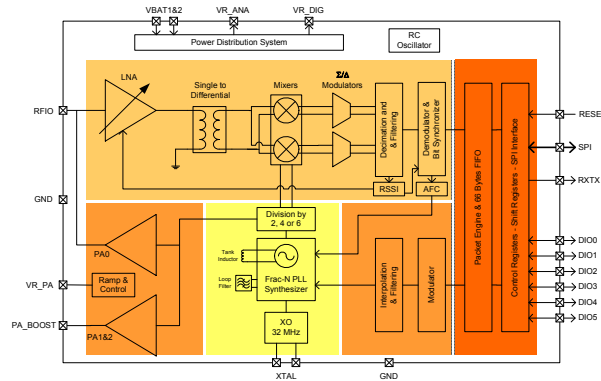 VBAT1&2
VR_ANA
VR_DIG
Power Distribution System
RC
Oscillator
LNA
Single to
Differential
Mixers
Σ/Δ
Modulators
RFIO
Decimation and
& Filtering
Demodulator &
Bit Synchronizer
RSSI
AFC
Packet Engine & 66 Bytes FIFO
Control Registers - Shift Registers - SPI Interface
RESE
SPI
RXTX
GND
Division by
2, 4 or 6
PA0
Tank
Inductor
Loop
Filter
Frac-N PLL
Synthesizer
Interpolation
& Filtering
Modulator
DIO0
DIO1
DIO2
DIO3
DIO4
DIO5
VR_PA
Ramp &
Control
PA_BOOST
PA1&2
XO
32 MHz
XTAL
GND